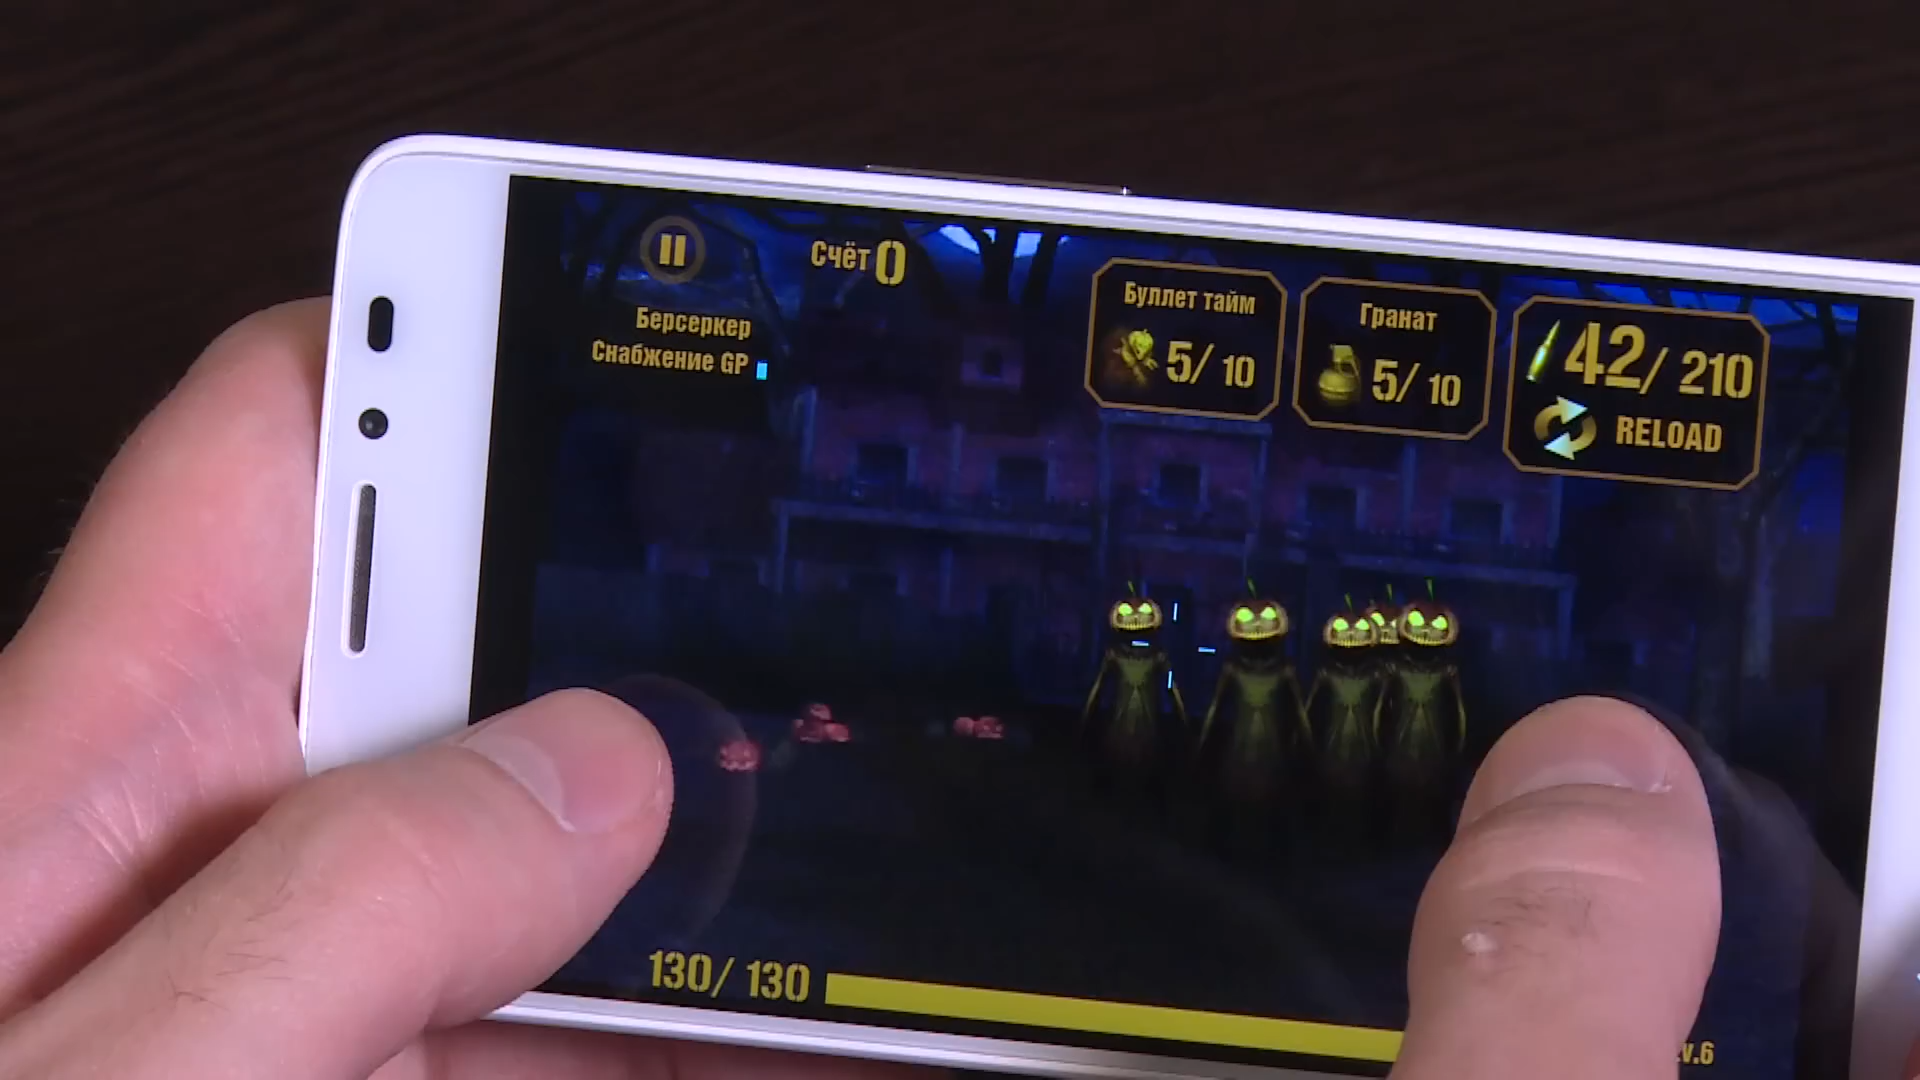 Счёт 0
Берсеркер
Снабжение GP
Буллет тайм
5/ 10
Гранат
5/ 10
42/ 210
RELOAD
130/ 130
v.6